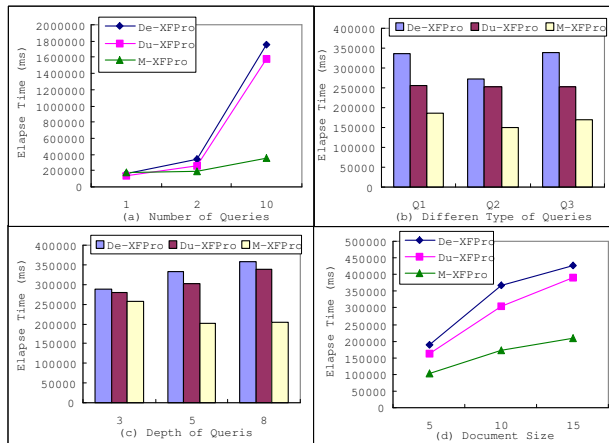 De-XFPro
Du-XFPro
M-XFPro
Elapse Time (ms)
2000000
1800000
1600000
1400000
1200000
1000000
800000
600000
400000
200000
0
1 2 10
(a) Number of Queries
De-XFPro Du-XFPro M-XFPro
Elapse Time (ms)
400000
350000
300000
250000
200000
150000
100000
50000
0
Q1 Q2 Q3
(b) Differen Type of Queries
De-XFPro Du-XFPro M-XFPro
Elapse Time (ms)
400000
350000
300000
250000
200000
150000
100000
50000
0
3 5 8
(c) Depth of Queris
De-XFPro
Du-XFPro
M-XFPro
Elapse Time (ms)
500000
450000
400000
350000
300000
250000
200000
150000
100000
50000
0
5 10 15
(d) Document Size